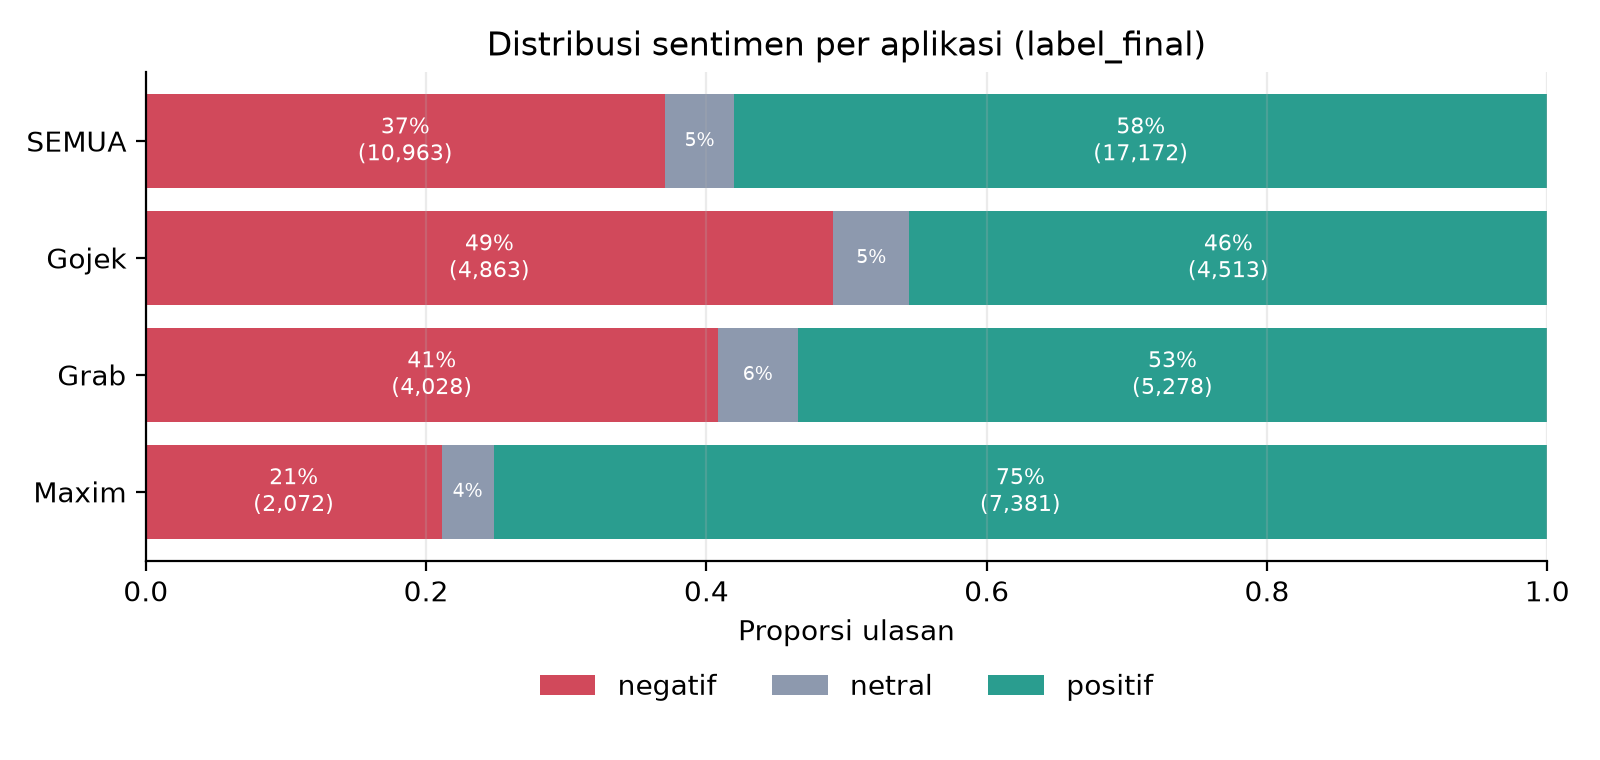 Distribusi sentimen per aplikasi (label_final)
SEMUA
37%
(10,963)
5%
58%
(17,172)
Gojek
49%
(4,863)
5%
46%
(4,513)
Grab
41%
(4,028)
6%
53%
(5,278)
Maxim
21%
(2,072)
4%
75%
(7,381)
0.0 0.2 0.4 0.6 0.8 1.0
Proporsi ulasan
negatif netral positif